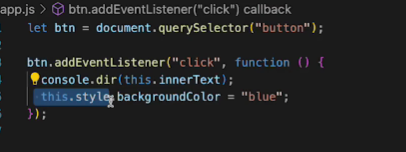 app.js > btn.addEventListener("click") callback
let btn = document.querySelector("button");
btn.addEventListener("click", function () {
console.dir(this.innerText);
this.style.backgroundColor = "blue";
});